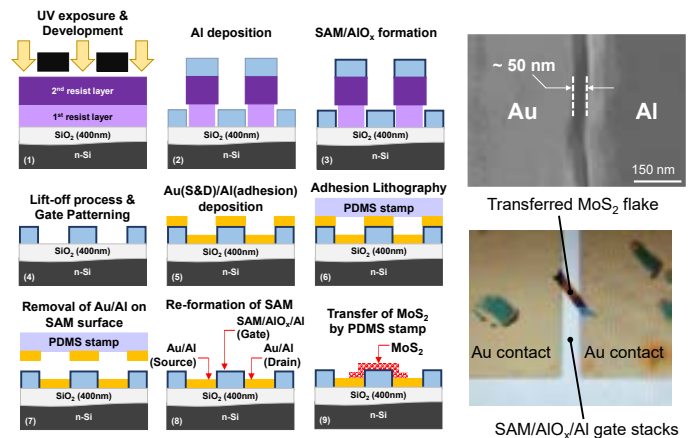 UV exposure &
Development
2nd resist layer
1st resist layer
SiO₂ (400nm)
n-Si
(1)
Al deposition
SiO₂ (400nm)
n-Si
(2)
SAM/AlOₓ formation
SiO₂ (400nm)
n-Si
(3)
Lift-off process &
Gate Patterning
SiO₂ (400nm)
n-Si
(4)
Au(S&D)/Al(adhesion)
deposition
SiO₂ (400nm)
n-Si
(5)
Adhesion Lithography
PDMS stamp
SiO₂ (400nm)
n-Si
(6)
Removal of Au/Al on
SAM surface
PDMS stamp
SiO₂ (400nm)
n-Si
(7)
Re-formation of SAM
SAM/AlOₓ/Al
(Gate)
Au/Al
(Source)
Au/Al
(Drain)
SiO₂ (400nm)
n-Si
(8)
Transfer of MoS₂
by PDMS stamp
MoS₂
SiO₂ (400nm)
n-Si
(9)
~ 50 nm
Au
Al
150 nm
Transferred MoS₂ flake
Au contact
Au contact
SAM/AlOₓ/Al gate stacks